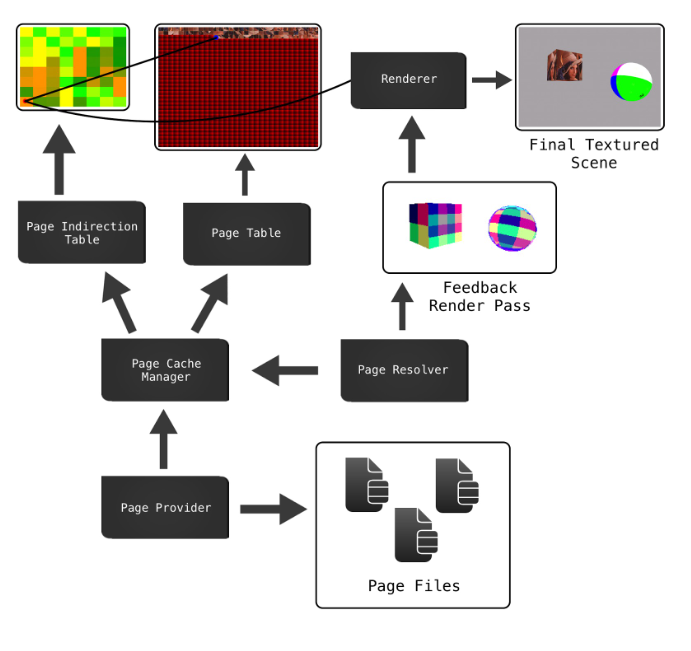 Renderer
Final Textured
Scene
Page Indirection
Table
Page Table
Feedback
Render Pass
Page Cache
Manager
Page Resolver
Page Provider
Page Files